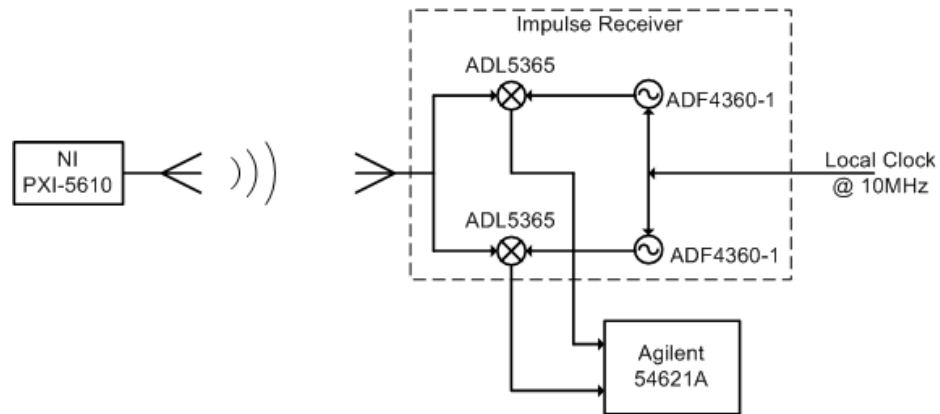 Impulse Receiver
ADL5365
ADF4360-1
NI
PXI-5610
Local Clock
@ 10MHz
ADL5365
ADF4360-1
Agilent
54621A